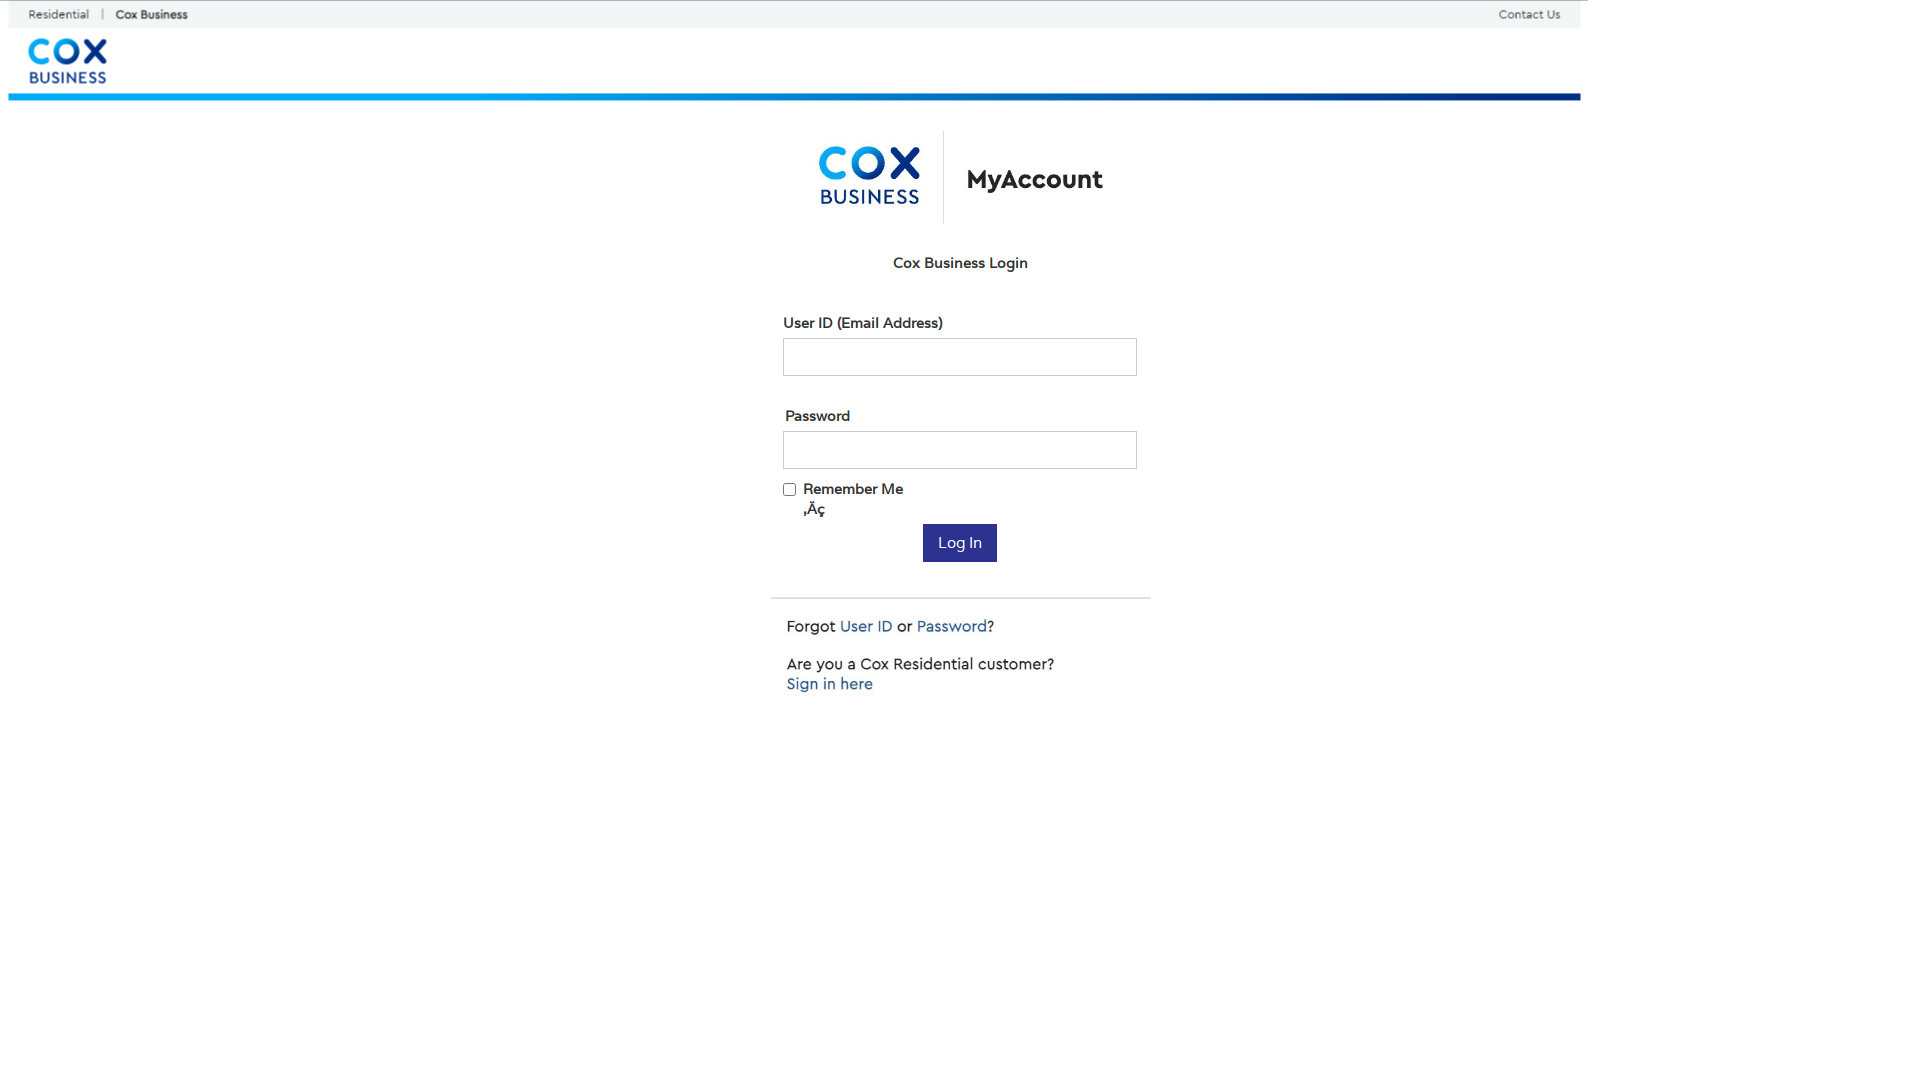 Residential | Cox Business
Contact Us
COX
BUSINESS
COX
BUSINESS
MyAccount
Cox Business Login
User ID (Email Address)
Password
Remember Me
‚Äç
Log In
Forgot User ID or Password?
Are you a Cox Residential customer?
Sign in here